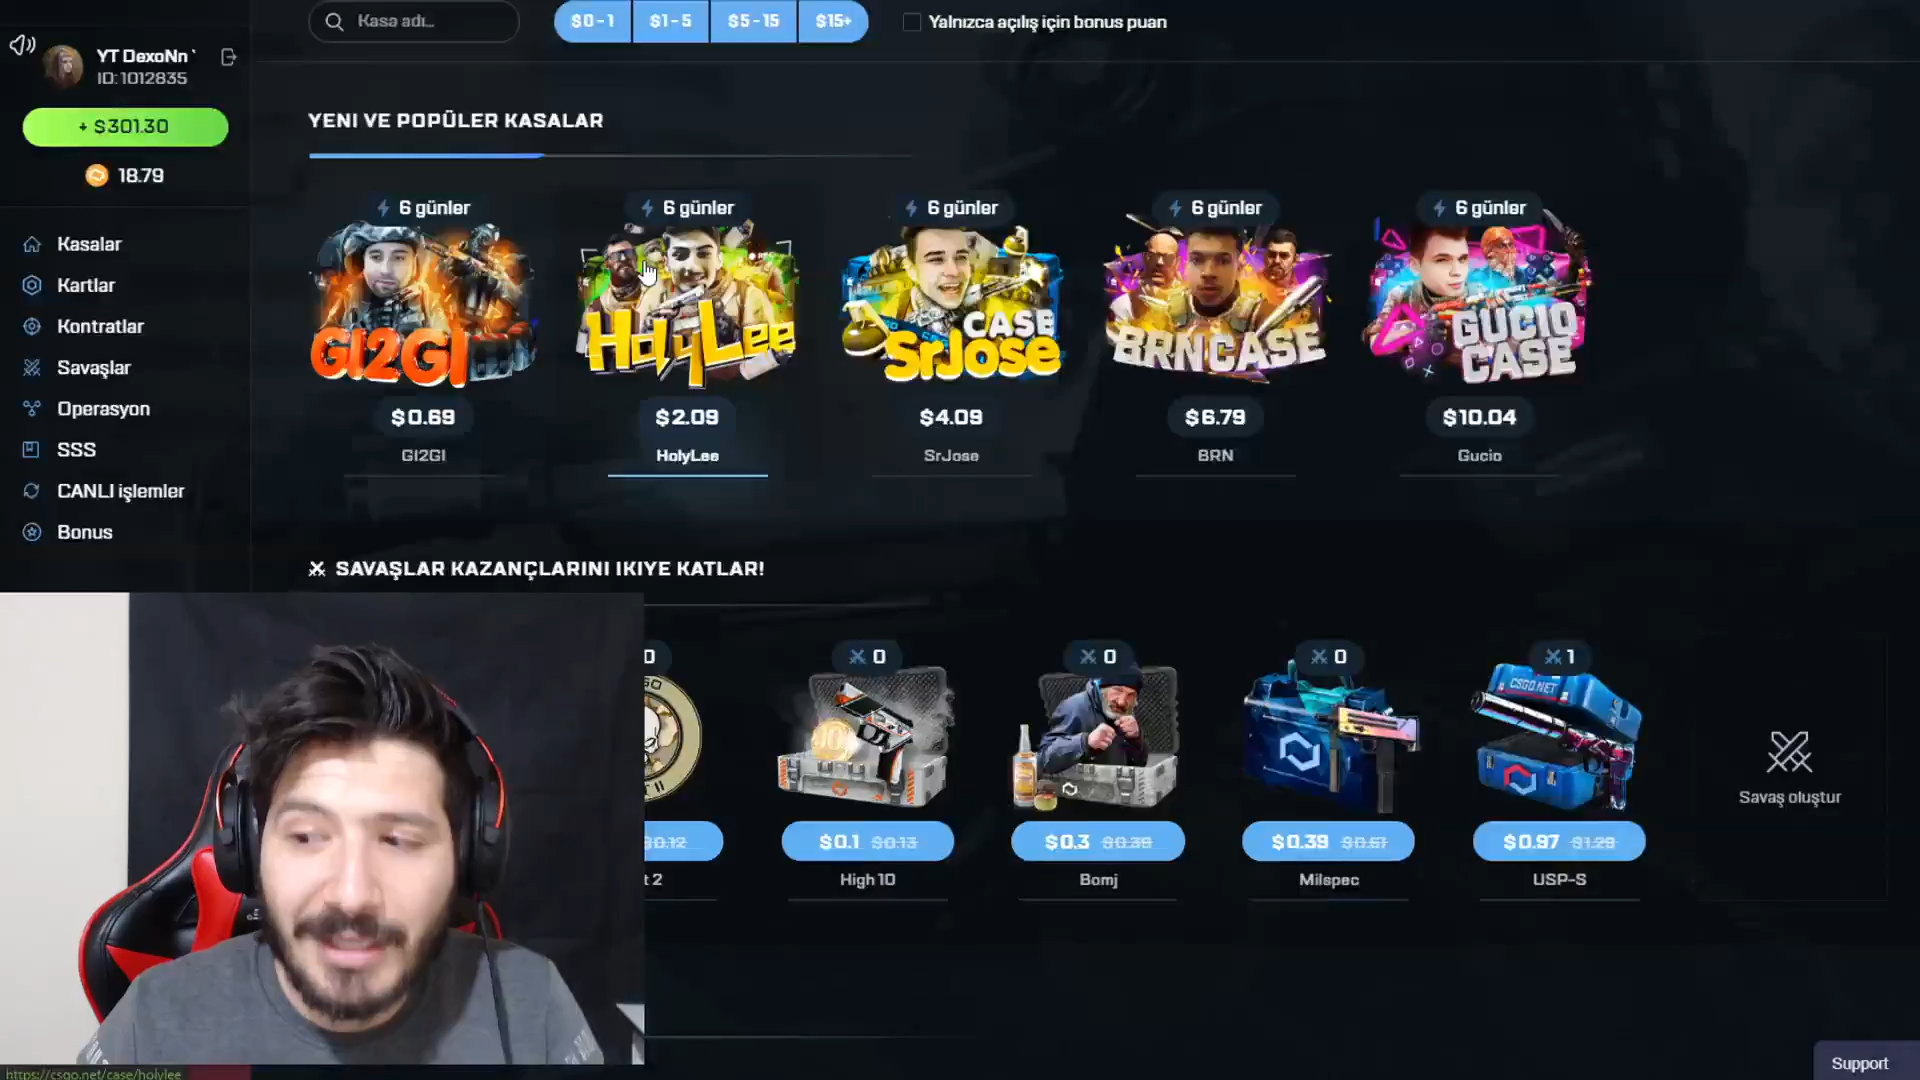 Kasa adı...
$0-1
$1-5
$5-15
$15+
Yalnızca açılış için bonus puan
YT DexoNn `
ID: 1012835
+ $301.30
18.79
Kasalar
Kartlar
Kontratlar
Savaşlar
Operasyon
SSS
CANLI işlemler
Bonus
YENI VE POPÜLER KASALAR
6 günler
6 günler
6 günler
6 günler
6 günler
GI2GI
HolyLee
CASE
SrJose
BRNCASE
GUCIO
CASE
$0.69
$2.09
$4.09
$6.79
$10.04
GI2GI
HolyLee
SrJose
BRN
Gucio
SAVAŞLAR KAZANÇLARINI IKIYE KATLAR!
0
0
0
0
1
CSGO.NET
$0.12
$0.1 $0.13
$0.3 $0.39
$0.39 $0.51
$0.97 $1.29
t 2
High 10
Bomj
Milspec
USP-S
Savaş oluştur
Support
https://csgo.net/case/holylee